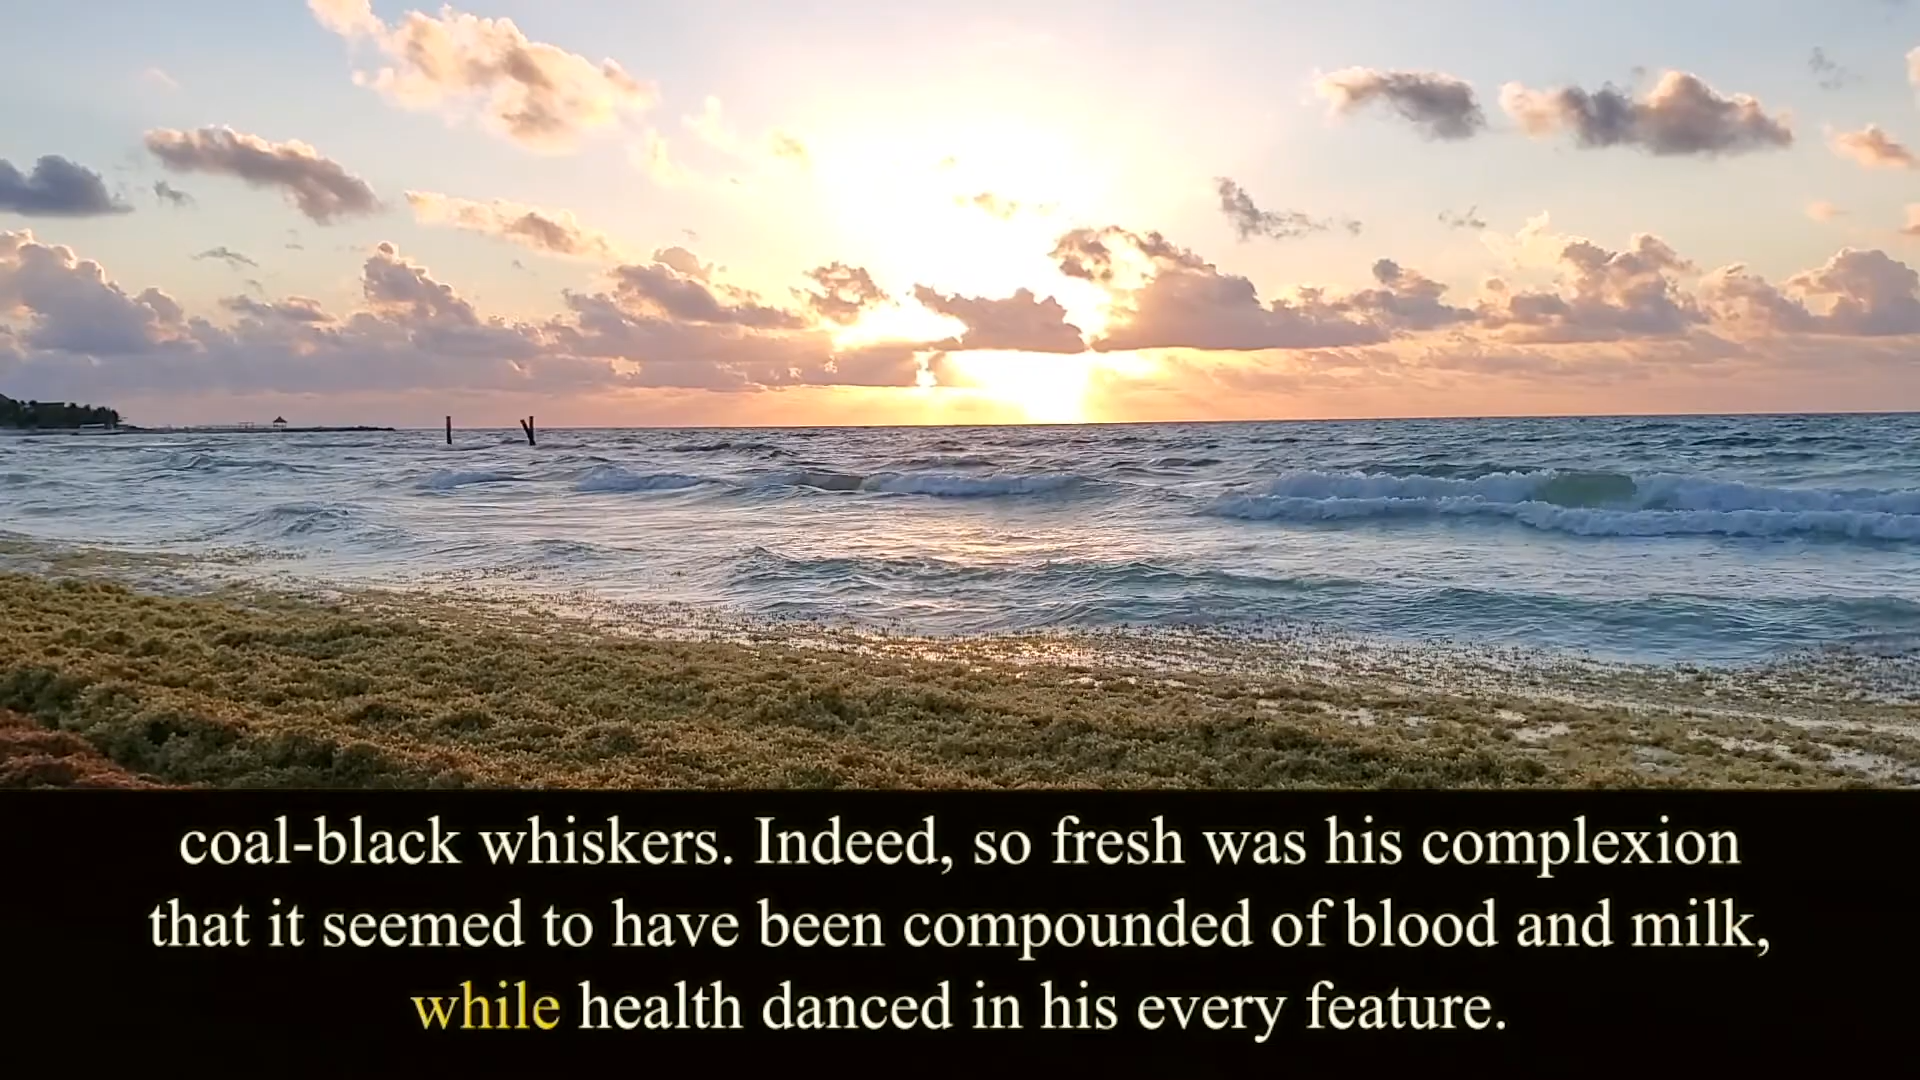 coal-black whiskers. Indeed, so fresh was his complexion
that it seemed to have been compounded of blood and milk,
while health danced in his every feature.